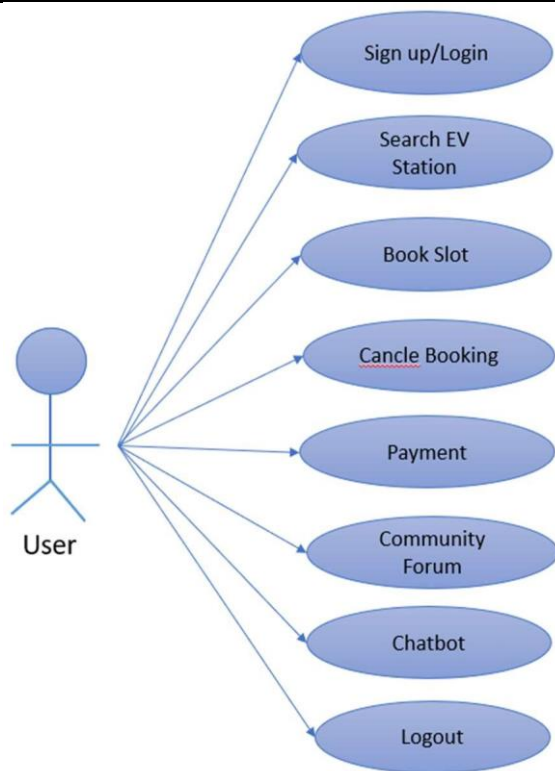 Sign up/Login
Search EV
Station
Book Slot
Cancle Booking
Payment
User
Community
Forum
Chatbot
Logout